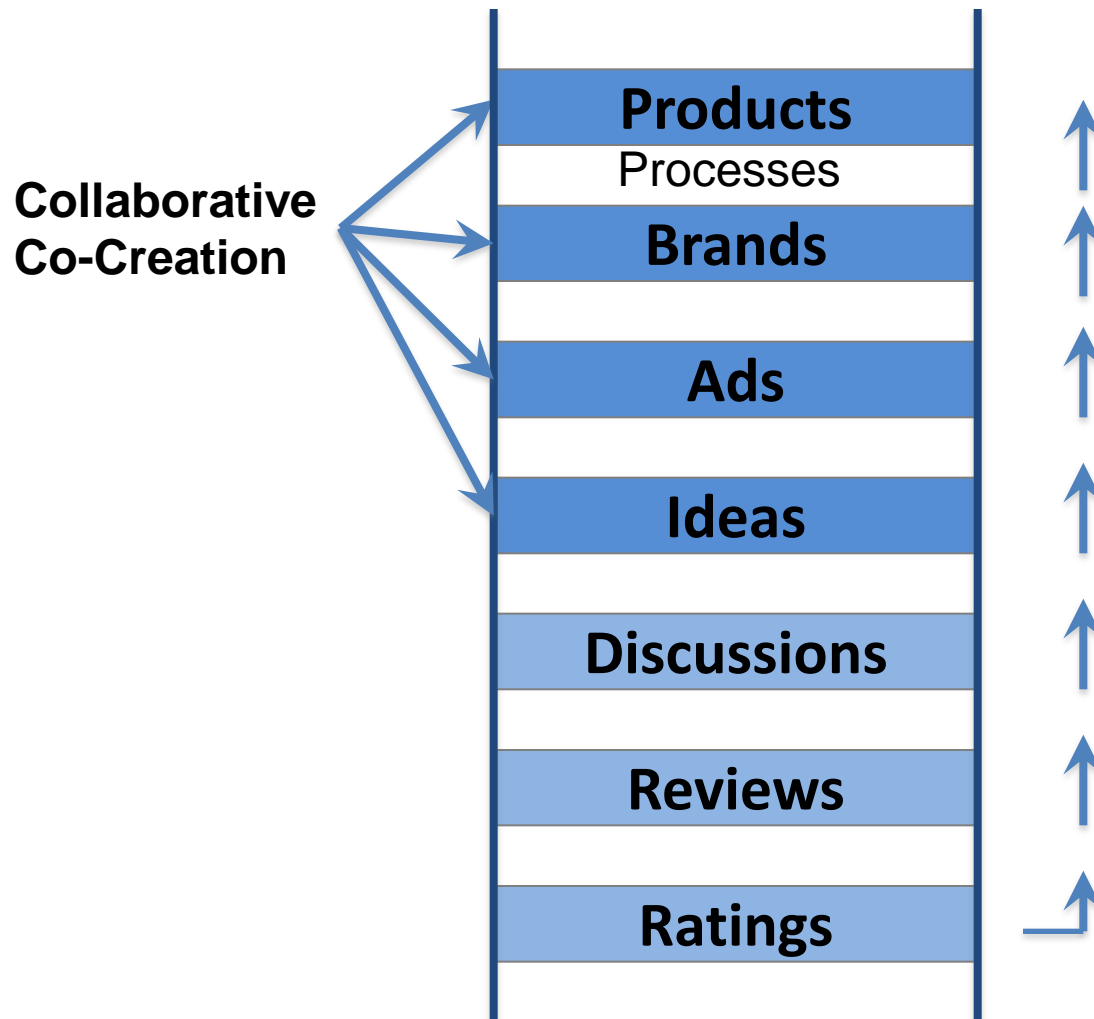 Products
Processes
Collaborative
Co-Creation
Brands
Ads
Ideas
Discussions
Reviews
Ratings